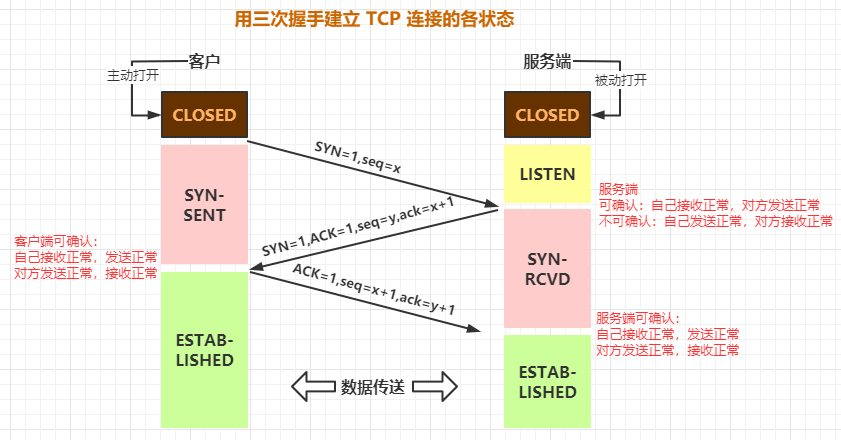 用三次握手建立 TCP 连接的各状态
客户
服务端
主动打开
被动打开
CLOSED
CLOSED
SYN=1,seq=x
LISTEN
SYN-
SENT
服务端
可确认：自己接收正常，对方发送正常
不可确认：自己发送正常，对方接收正常
SYN=1,ACK=1,seq=y,ack=x+1
客户端可确认：
自己接收正常，发送正常
对方发送正常，接收正常
SYN-
RCVD
ACK=1,seq=x+1,ack=y+1
服务端可确认：
自己接收正常，发送正常
对方发送正常，接收正常
ESTAB-
LISHED
ESTAB-
LISHED
数据传送